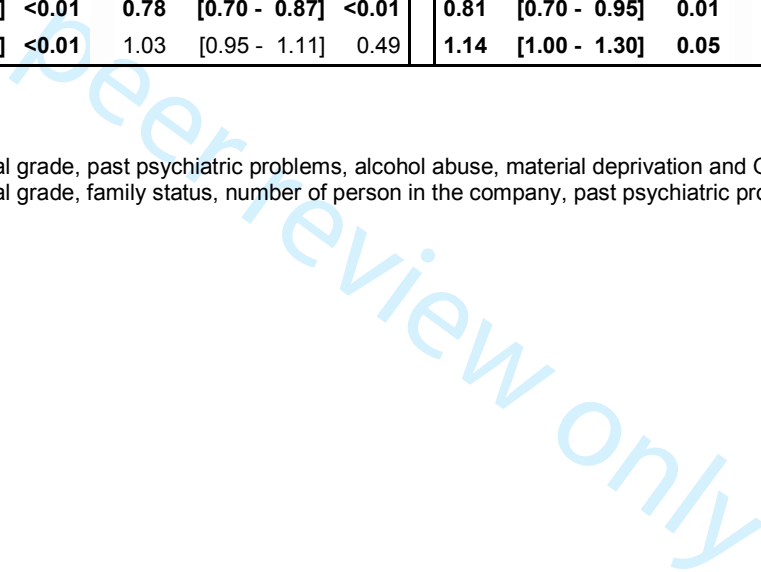 ] <0.01 0.78 [0.70 - 0.87] <0.01 0.81 [0.70 - 0.95] 0.01
] <0.01 1.03 [0.95 - 1.11] 0.49 1.14 [1.00 - 1.30] 0.05
al grade, past psychiatric problems, alcohol abuse, material deprivation and
al grade, family status, number of person in the company, past psychiatric
peer review only